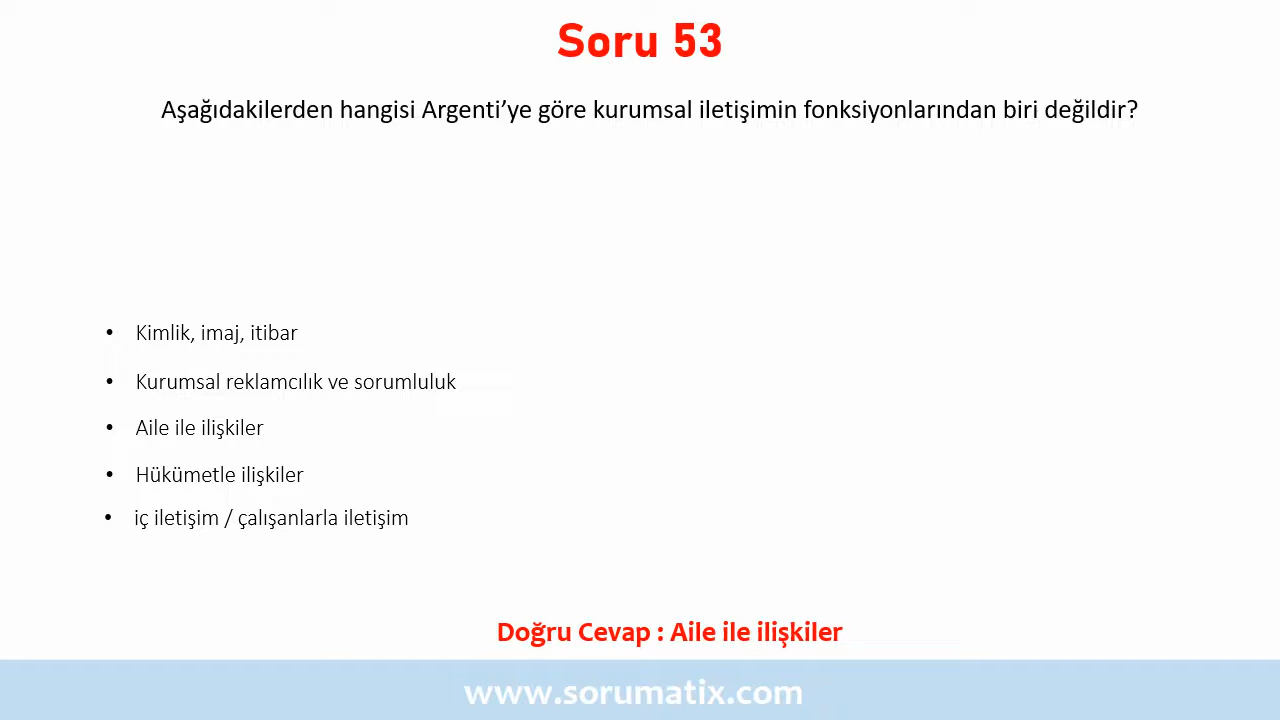 Soru 53
Aşağıdakilerden hangisi Argenti’ye göre kurumsal iletişimin fonksiyonlarından biri değildir?
• Kimlik, imaj, itibar
• Kurumsal reklamcılık ve sorumluluk
• Aile ile ilişkiler
• Hükümetle ilişkiler
• iç iletişim / çalışanlarla iletişim
Doğru Cevap : Aile ile ilişkiler
www.sorumatix.com